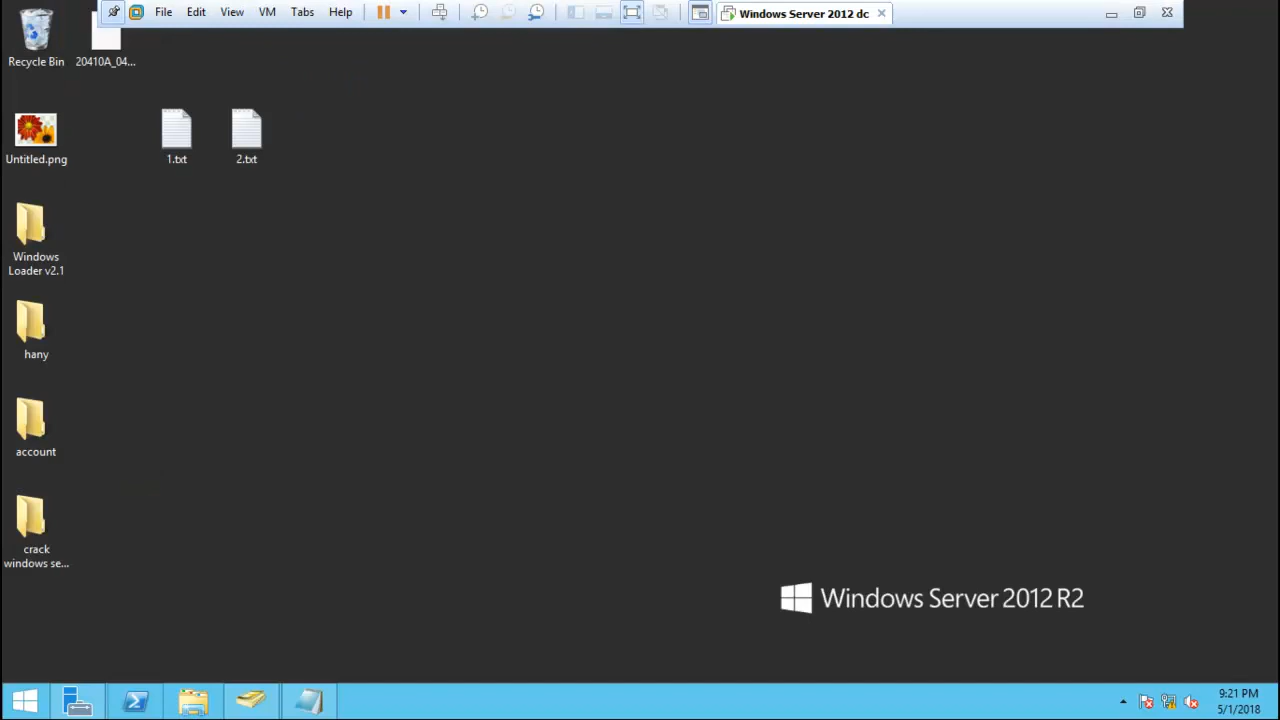 File Edit View VM Tabs Help
Windows Server 2012 dc
Recycle Bin
20410A_04...
Untitled.png
1.txt
2.txt
Windows
Loader v2.1
hany
account
crack
windows se...
Windows Server 2012 R2
9:21 PM
5/1/2018